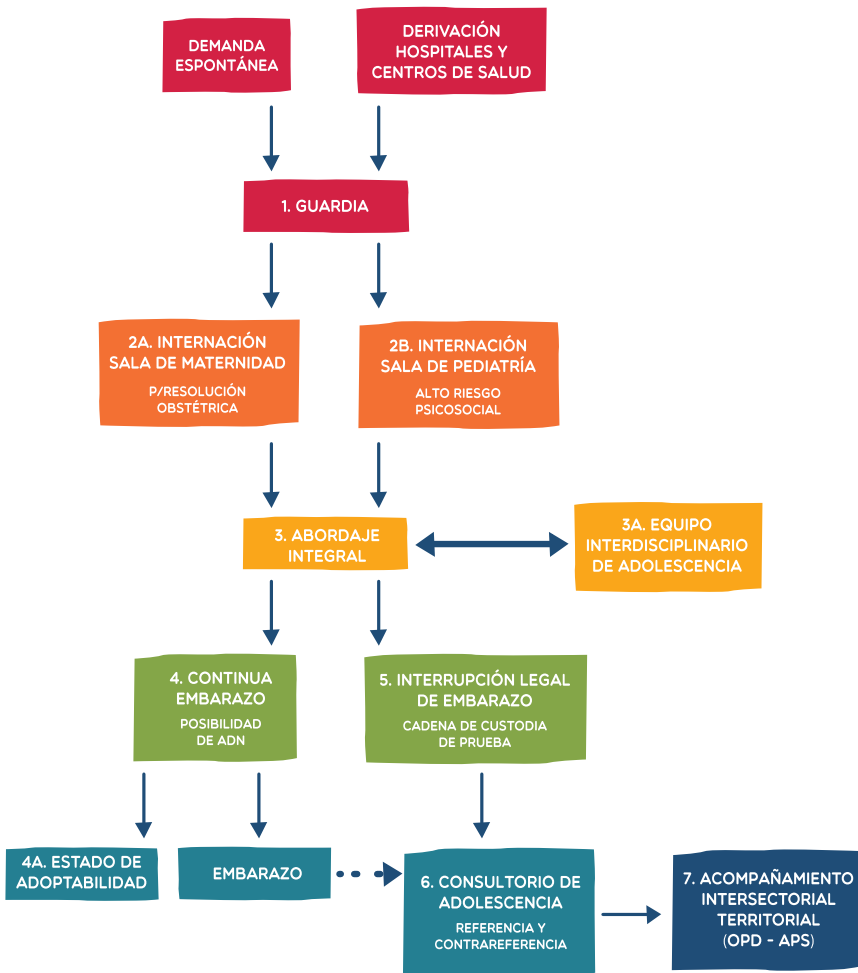 DEMANDA
ESPONTÁNEA
DERIVACIÓN
HOSPITALES Y
CENTROS DE SALUD
1. GUARDIA
2A. INTERNACIÓN
SALA DE MATERNIDAD
P/RESOLUCIÓN
OBSTÉTRICA
2B. INTERNACIÓN
SALA DE PEDIATRÍA
ALTO RIESGO
PSICOSOCIAL
3. ABORDAJE
INTEGRAL
3A. EQUIPO
INTERDISCIPLINARIO
DE ADOLESCENCIA
4. CONTINUA
EMBARAZO
POSIBILIDAD
DE ADN
5. INTERRUPCIÓN LEGAL
DE EMBARAZO
CADENA DE CUSTODIA
DE PRUEBA
4A. ESTADO DE
ADOPTABILIDAD
EMBARAZO
6. CONSULTORIO DE
ADOLESCENCIA
REFERENCIA Y
CONTRAREFERENCIA
7. ACOMPAÑAMIENTO
INTERSECTORIAL
TERRITORIAL
(OPD - APS)